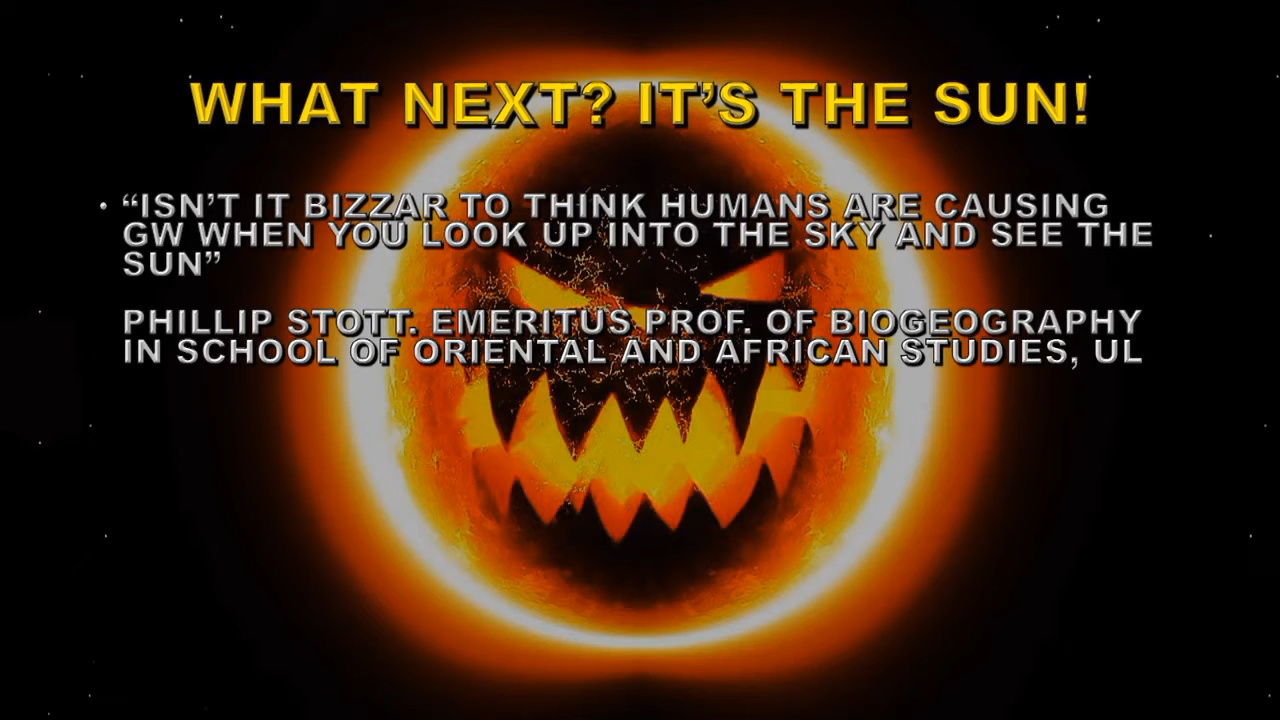 WHAT NEXT? IT'S THE SUN!
• "ISN'T IT BIZZAR TO THINK HUMANS ARE CAUSING
GW WHEN YOU LOOK UP INTO THE SKY AND SEE THE
SUN"
PHILLIP STOTT. EMERITUS PROF. OF BIOGEOGRAPHY
IN SCHOOL OF ORIENTAL AND AFRICAN STUDIES, UL